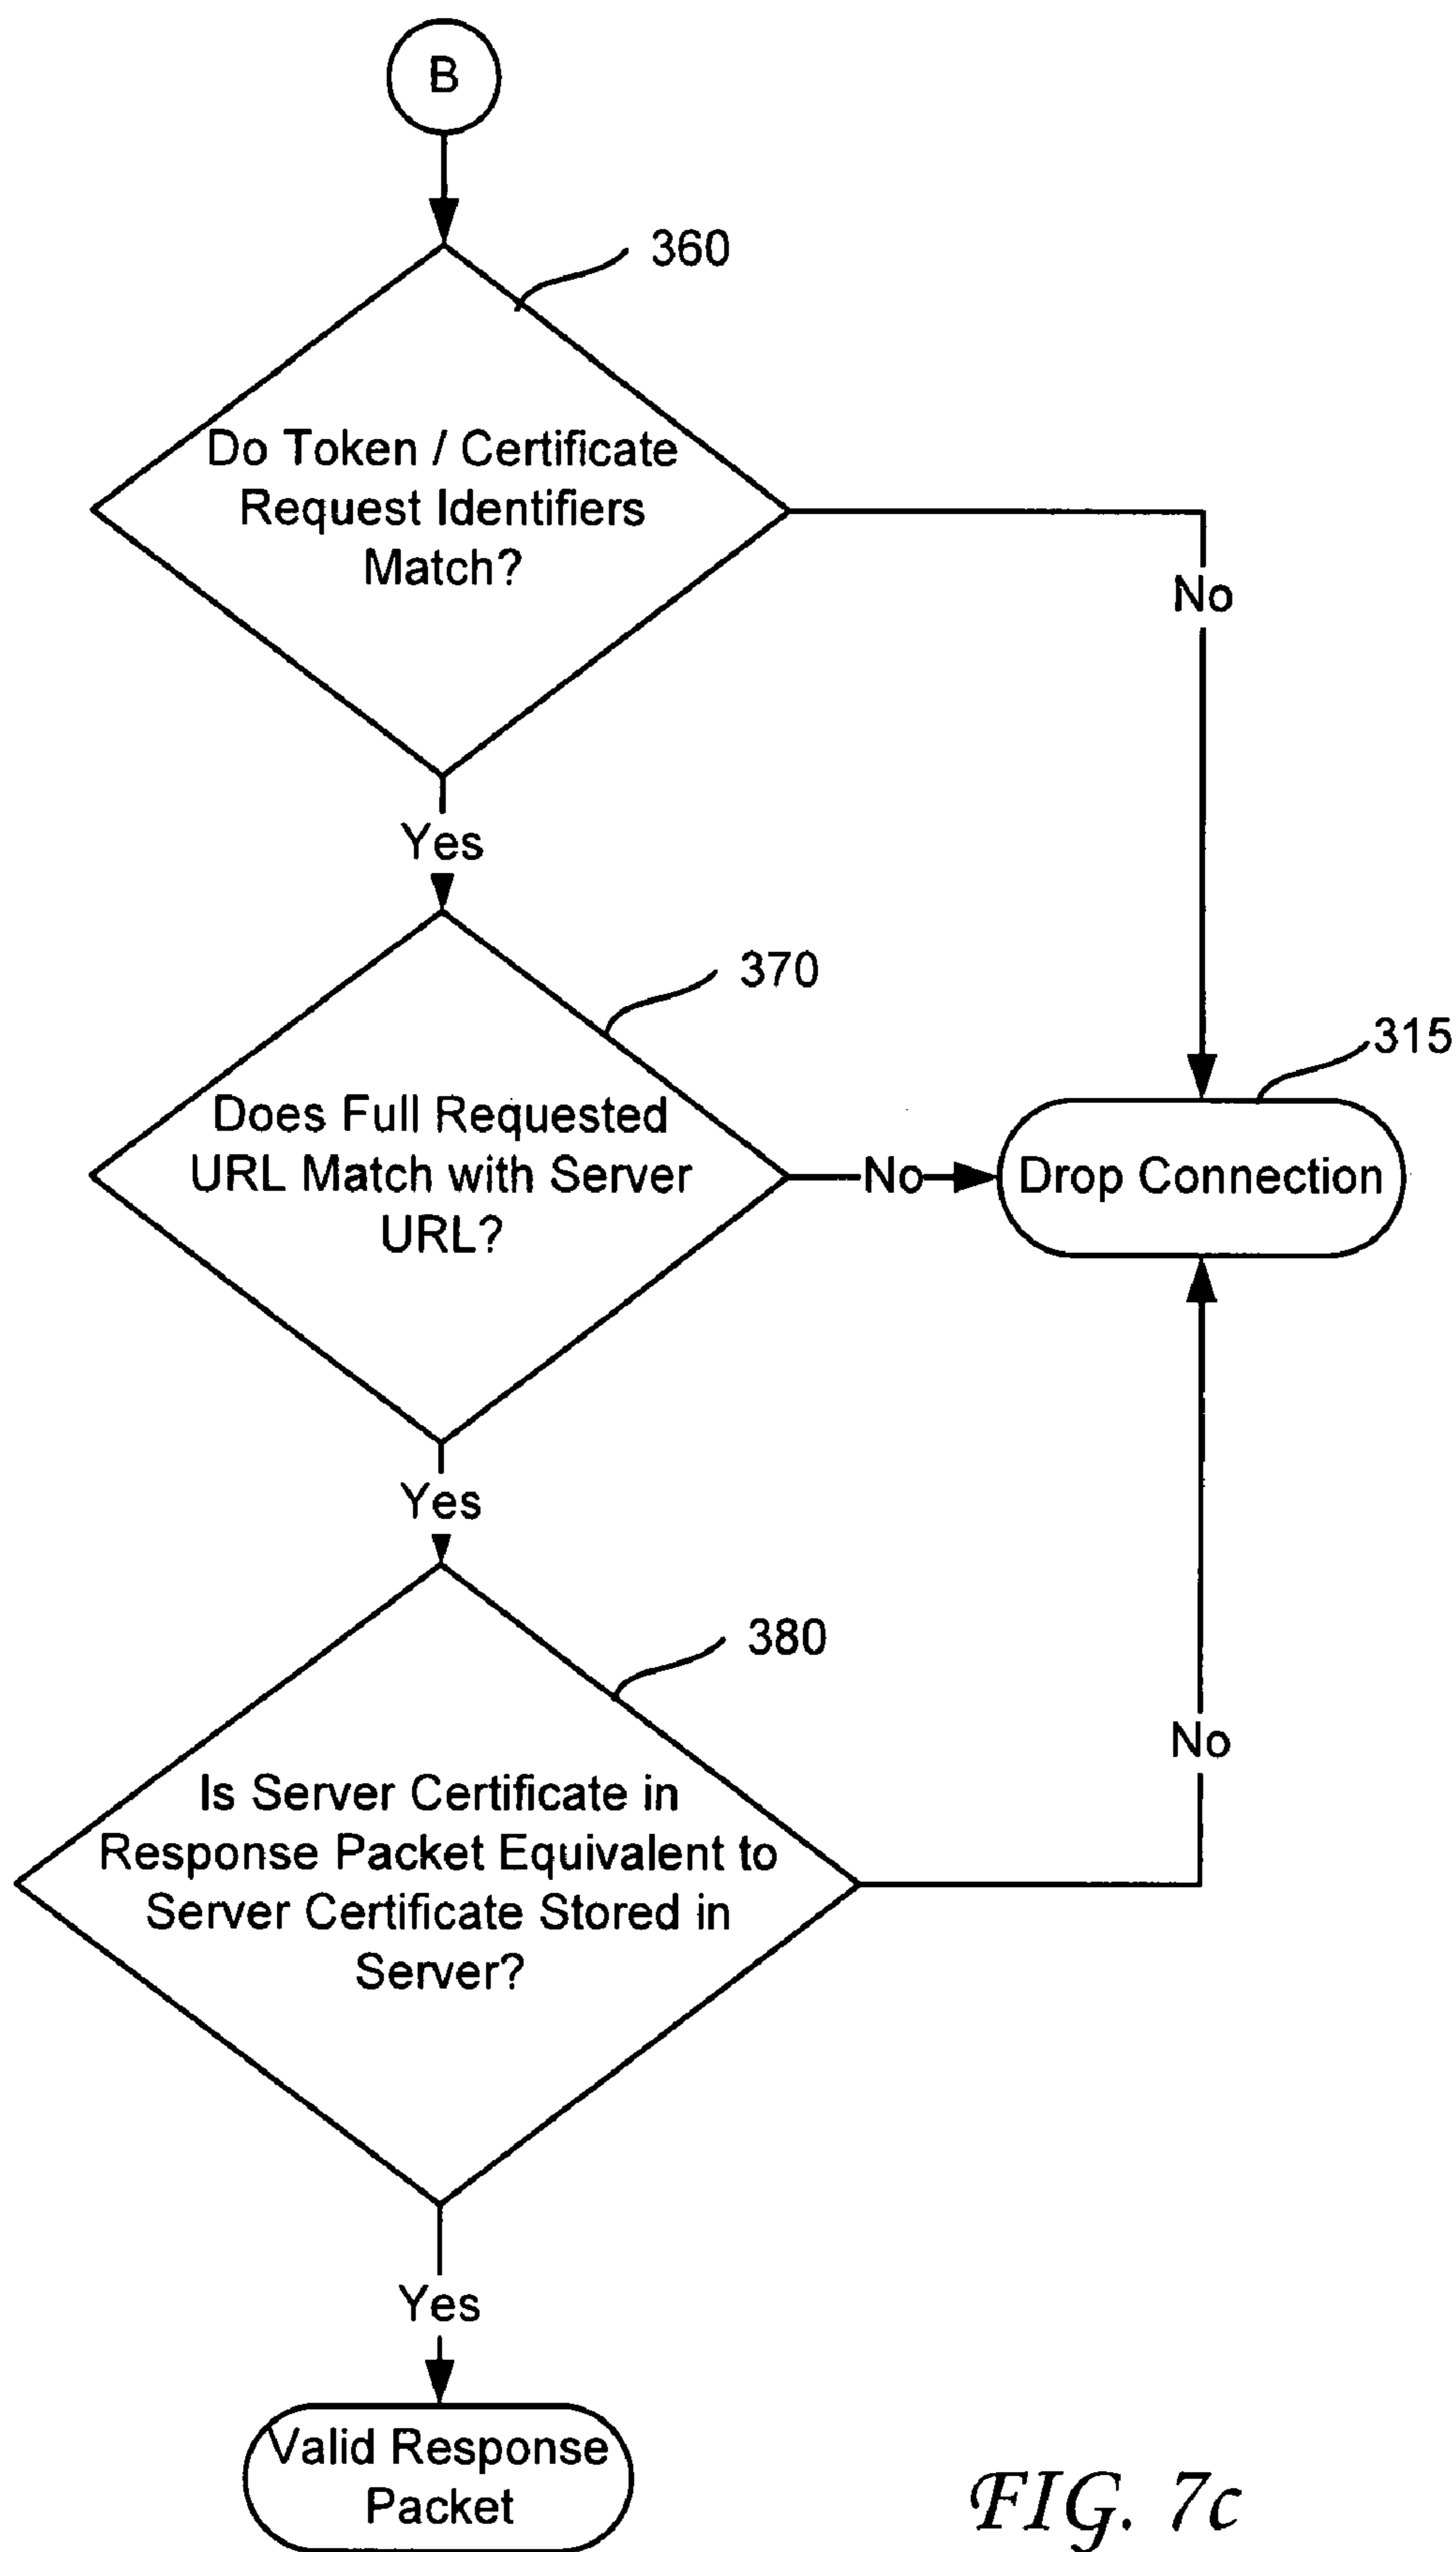 B
360
Do Token / Certificate
Request Identifiers
Match?
No
Yes
370
315
Does Full Requested
URL Match with Server
URL?
No
Drop Connection
Yes
380
No
Is Server Certificate in
Response Packet Equivalent to
Server Certificate Stored in
Server?
Yes
Valid Response
Packet
FIG. 7c